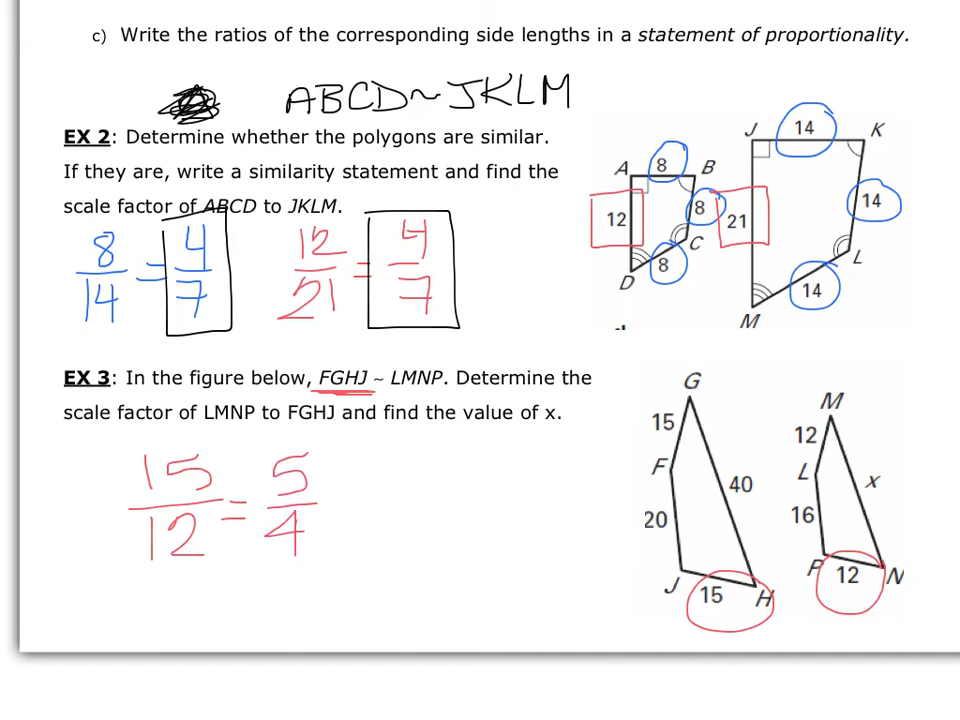 c) Write the ratios of the corresponding side lengths in a statement of proportionality.
ABCD~JKLM
EX 2: Determine whether the polygons are similar.
If they are, write a similarity statement and find the
scale factor of ABCD to JKLM.
8/14 = 4/7
12/21 = 4/7
A 8 B
12 8
D 8 C
J 14 K
21 14
M 14 L
EX 3: In the figure below, FGHJ ~ LMNP. Determine the
scale factor of LMNP to FGHJ and find the value of x.
15/12 = 5/4
G
15
F
40
20
J 15 H
M
12
L x
16
P 12 N